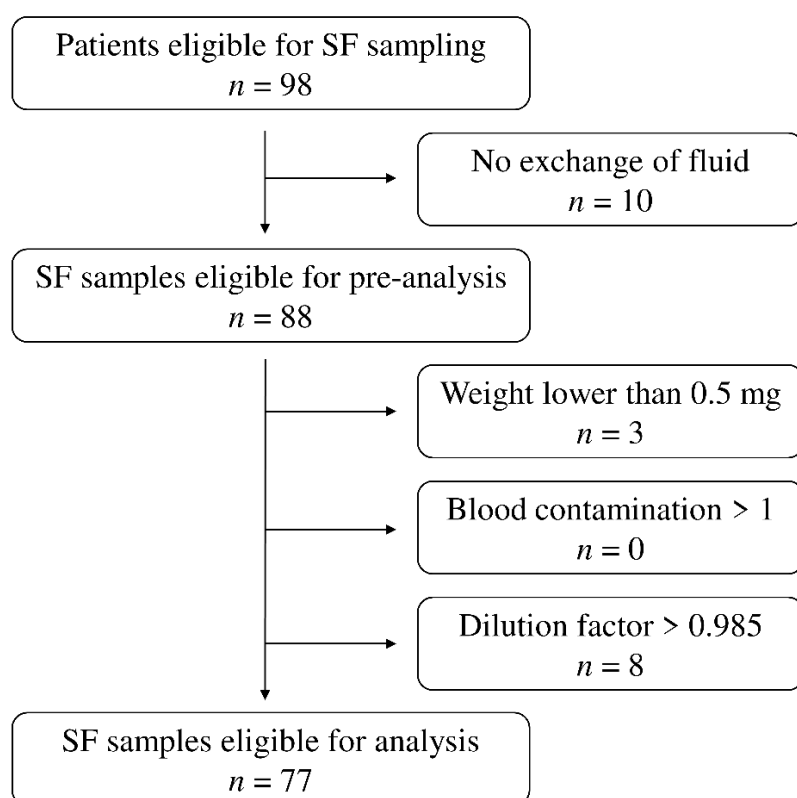 Patients eligible for SF sampling
n = 98
No exchange of fluid
n = 10
SF samples eligible for pre-analysis
n = 88
Weight lower than 0.5 mg
n = 3
Blood contamination > 1
n = 0
Dilution factor > 0.985
n = 8
SF samples eligible for analysis
n = 77